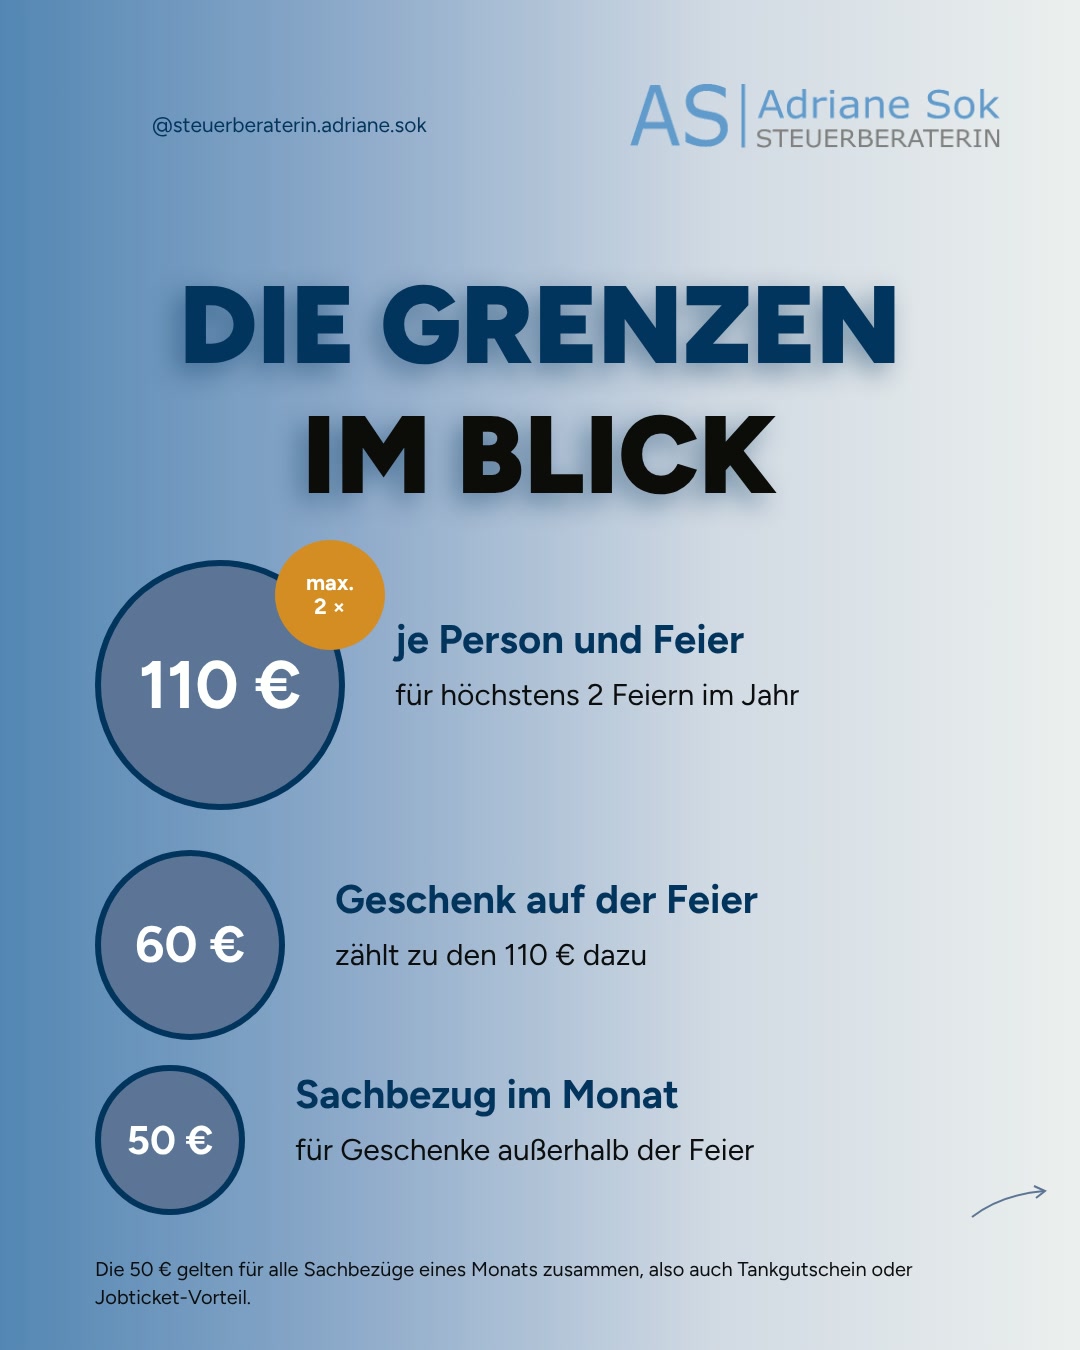 @steuerberaterin.adriane.sok
AS | Adriane Sok
STEUERBERATERIN
DIE GRENZEN
IM BLICK
max.
2 ×
110 €
je Person und Feier
für höchstens 2 Feiern im Jahr
60 €
Geschenk auf der Feier
zählt zu den 110 € dazu
50 €
Sachbezug im Monat
für Geschenke außerhalb der Feier
Die 50 € gelten für alle Sachbezüge eines Monats zusammen, also auch Tankgutschein oder
Jobticket-Vorteil.